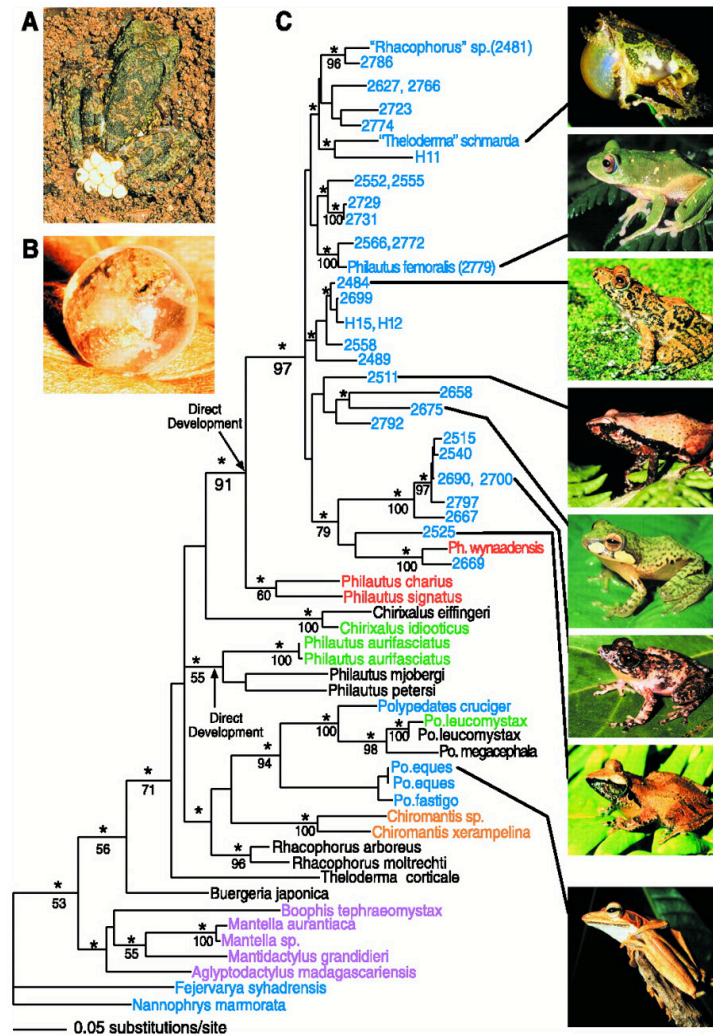 A
C
B
"Rhacophorus" sp.(2481)
96
2786
2627, 2766
2723
2774
"Theloderma" schmarda
H11
2552, 2555
2729
100 2731
2566, 2772
100
Philautus femoralis (2779)
2484
2699
H15, H12
2558
2489
97
2511
2658
2675
2792
Direct
Development
2515
2540
2690, 2700
97
2797
100
2667
91
79
2525
Ph. wynaadensis
100
2669
Philautus charius
60
Philautus signatus
Chirixalus eiffingeri
100
Chirixalus idiooticus
Philautus aurifasciatus
100
Philautus aurifasciatus
55
Philautus mjobergi
Philautus petersi
Direct
Development
Polypedates cruciger
100
Po.leucomystax
100
Po.leucomystax
98
Po. megacephala
94
Po.eques
Po.eques
Po.fastigo
Chiromantis sp.
100
Chiromantis xerampelina
71
Rhacophorus arboreus
96
Rhacophorus moltrechti
Theloderma corticale
56
Buergeria japonica
53
Boophis tephraeomystax
Mantella aurantiaca
100
Mantella sp.
55
Mantidactylus grandidieri
Aglyptodactylus madagascariensis
Fejervarya syhadrensis
Nannophrys marmorata
0.05 substitutions/site